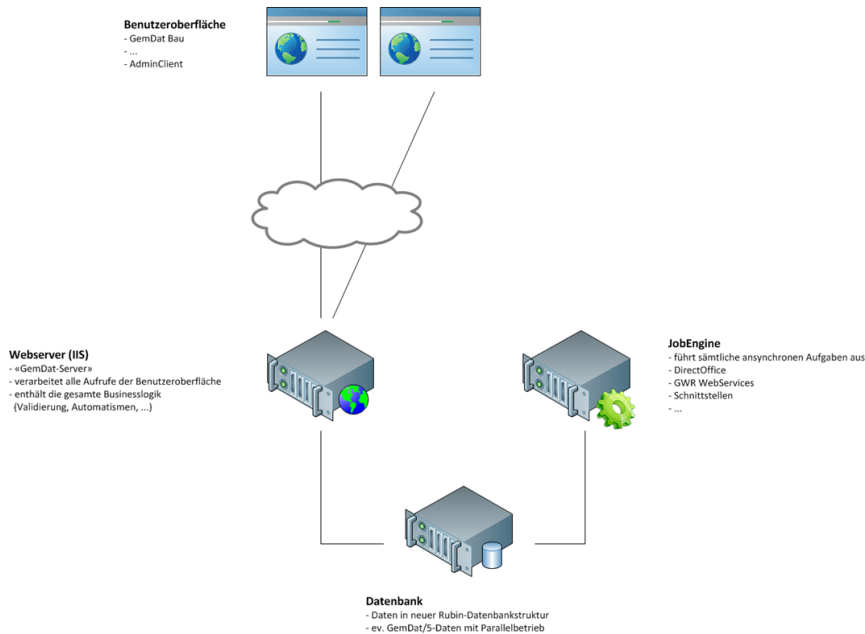 Benutzeroberfläche
- GemDat Bau
- ...
- AdminClient
Webserver (IIS)
- «GemDat-Server»
- verarbeitet alle Aufrufe der Benutzeroberfläche
- enthält die gesamte Businesslogik
(Validierung, Automatismen, ...)
JobEngine
- führt sämtliche ansynchronen Aufgaben aus
- DirectOffice
- GWR WebServices
- Schnittstellen
- ...
Datenbank
- Daten in neuer Rubin-Datenbankstruktur
- ev. GemDat/5-Daten mit Parallelbetrieb